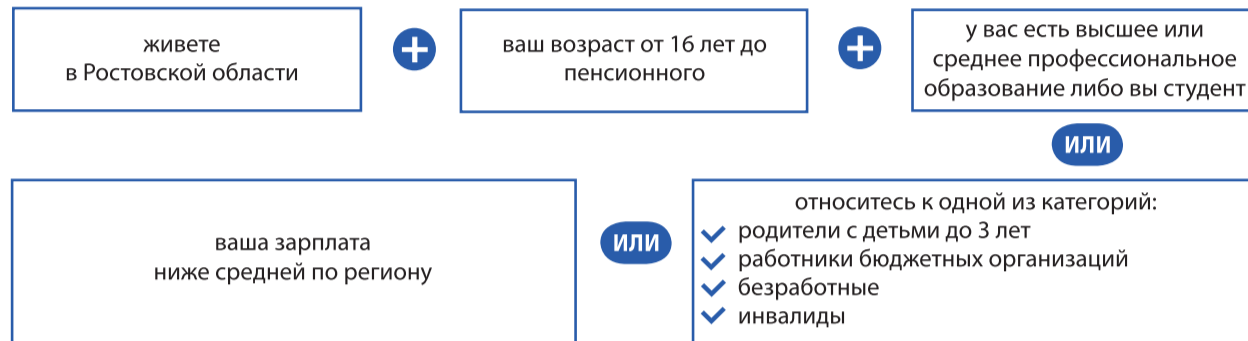 живете
в Ростовской области
+
ваш возраст от 16 лет до
пенсионного
+
у вас есть высшее или
среднее профессиональное
образование либо вы студент
ИЛИ
ваша зарплата
ниже средней по региону
ИЛИ
относитесь к одной из категорий:
родители с детьми до 3 лет
работники бюджетных организаций
безработные
инвалиды